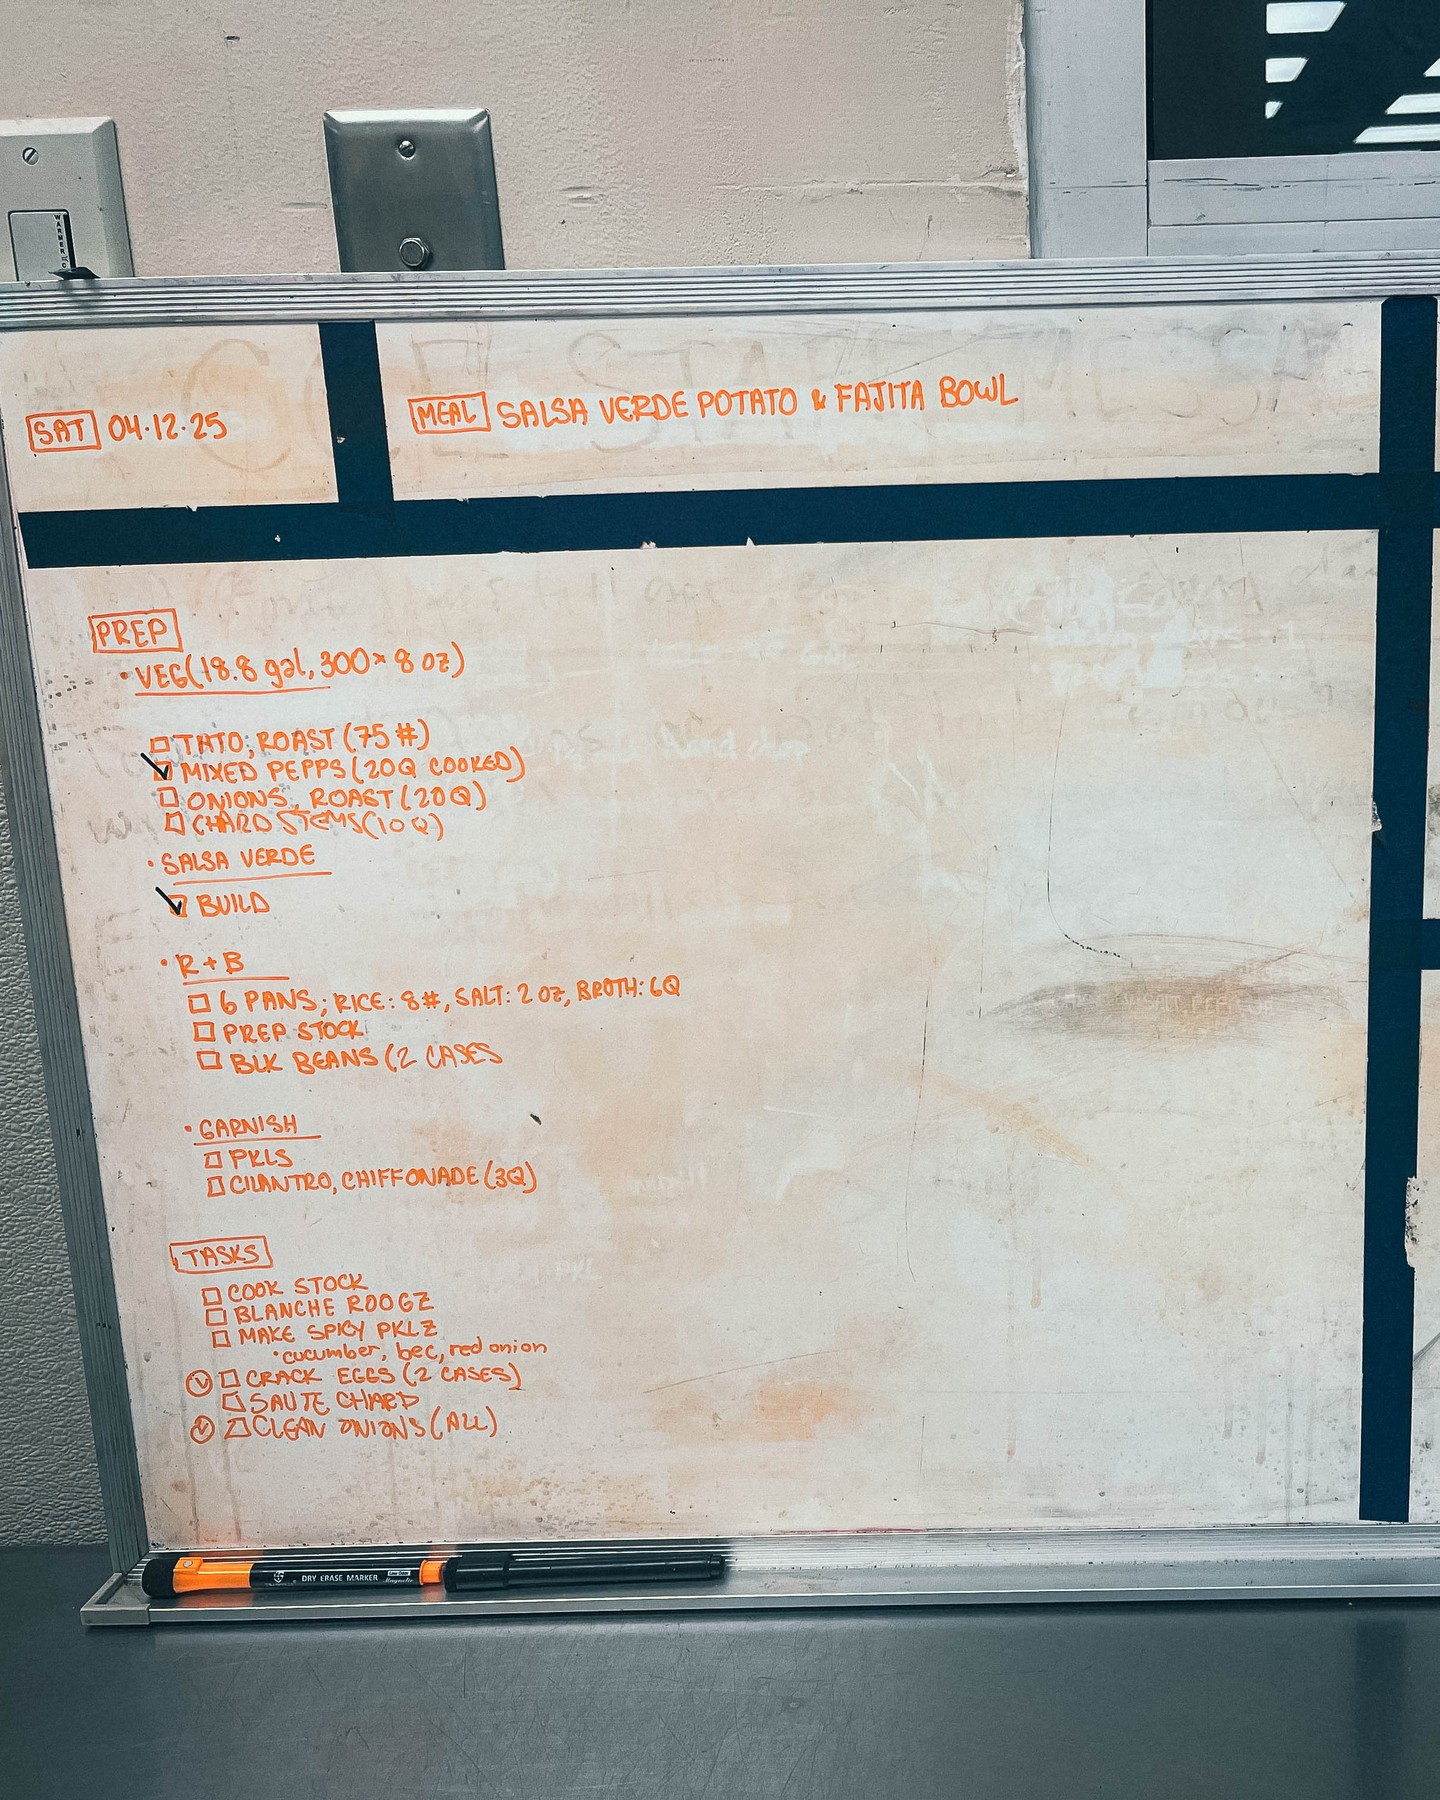 WARMER
SAT 04.12.25
MEAL SALSA VERDE POTATO & FAJITA BOWL
PREP
• VEG (18.8 gal, 300 × 8 oz)
TATO, ROAST (75 #)
MIXED PEPPS (20Q COOKED)
ONIONS, ROAST (20Q)
CHARD STEMS (10 Q)
• SALSA VERDE
BUILD
• R + B
6 PANS; RICE: 8#, SALT: 2 OZ, BROTH: 6Q
PREP STOCK
BLK BEANS (2 CASES
• GARNISH
PKLS
CILANTRO, CHIFFONADE (3Q)
TASKS
COOK STOCK
BLANCHE ROOGZ
MAKE SPICY PKLZ
• cucumber, bec, red onion
V CRACK EGGS (2 CASES)
SAUTE CHARD
V CLEAN ONIONS (ALL)
DRY ERASE MARKER
Magnetic